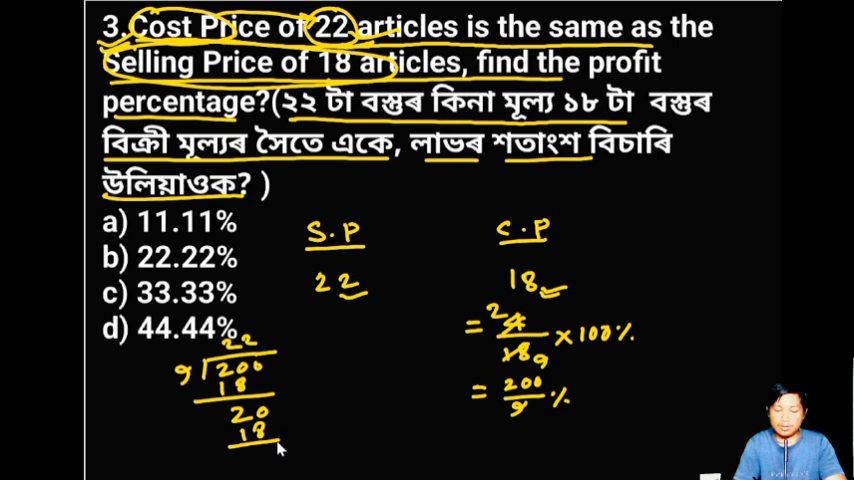 3.Cost Price of 22 articles is the same as the
Selling Price of 18 articles, find the profit
percentage?(২২ টা বস্তুৰ কিনা মূল্য ১৮ টা বস্তুৰ
বিক্ৰী মূল্যৰ সৈতে একে, লাভৰ শতাংশ বিচাৰি
উলিয়াওক? )
a) 11.11%
b) 22.22%
c) 33.33%
d) 44.44%
S.P C.P
22 18
= 2 4/18 9 × 100%
= 200/9 %
22
9 200
18
20
18